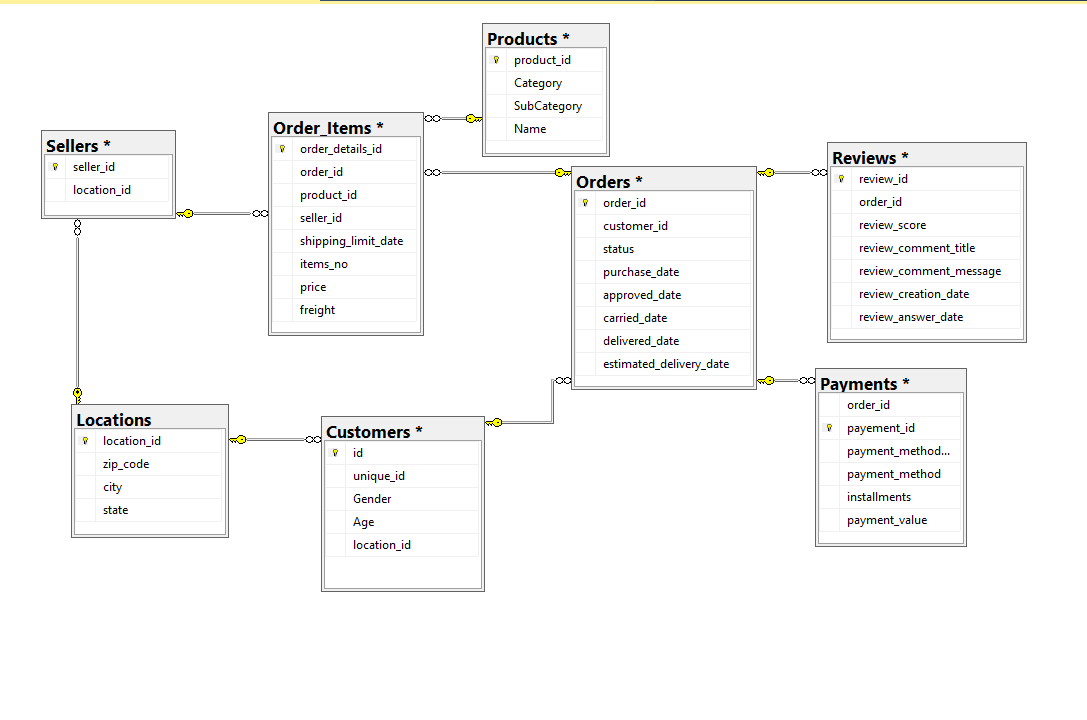 Products *
product_id
Category
SubCategory
Name
Order_Items *
order_details_id
order_id
product_id
seller_id
shipping_limit_date
items_no
price
freight
Sellers *
seller_id
location_id
Orders *
order_id
customer_id
status
purchase_date
approved_date
carried_date
delivered_date
estimated_delivery_date
Reviews *
review_id
order_id
review_score
review_comment_title
review_comment_message
review_creation_date
review_answer_date
Locations
location_id
zip_code
city
state
Customers *
id
unique_id
Gender
Age
location_id
Payments *
order_id
payement_id
payment_method...
payment_method
installments
payment_value